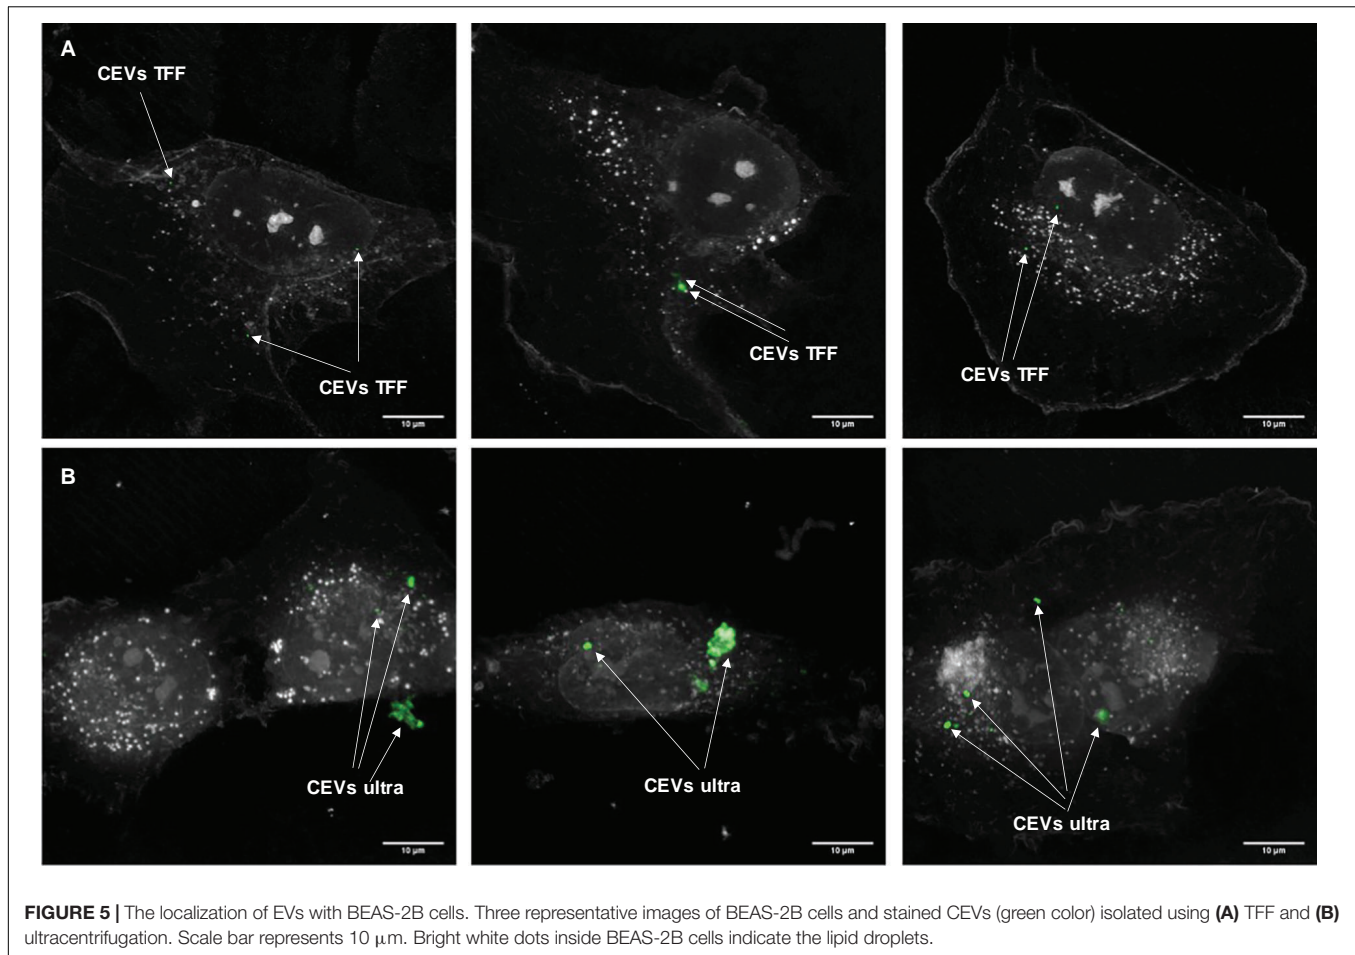 A
CEVs TFF
CEVs TFF
10 µm
CEVs TFF
10 µm
CEVs TFF
10 µm
B
CEVs ultra
10 µm
CEVs ultra
10 µm
CEVs ultra
10 µm
FIGURE 5 | The localization of EVs with BEAS-2B cells. Three representative images of BEAS-2B cells and stained CEVs (green color) isolated using (A) TFF and (B)
ultracentrifugation. Scale bar represents 10 μm. Bright white dots inside BEAS-2B cells indicate the lipid droplets.